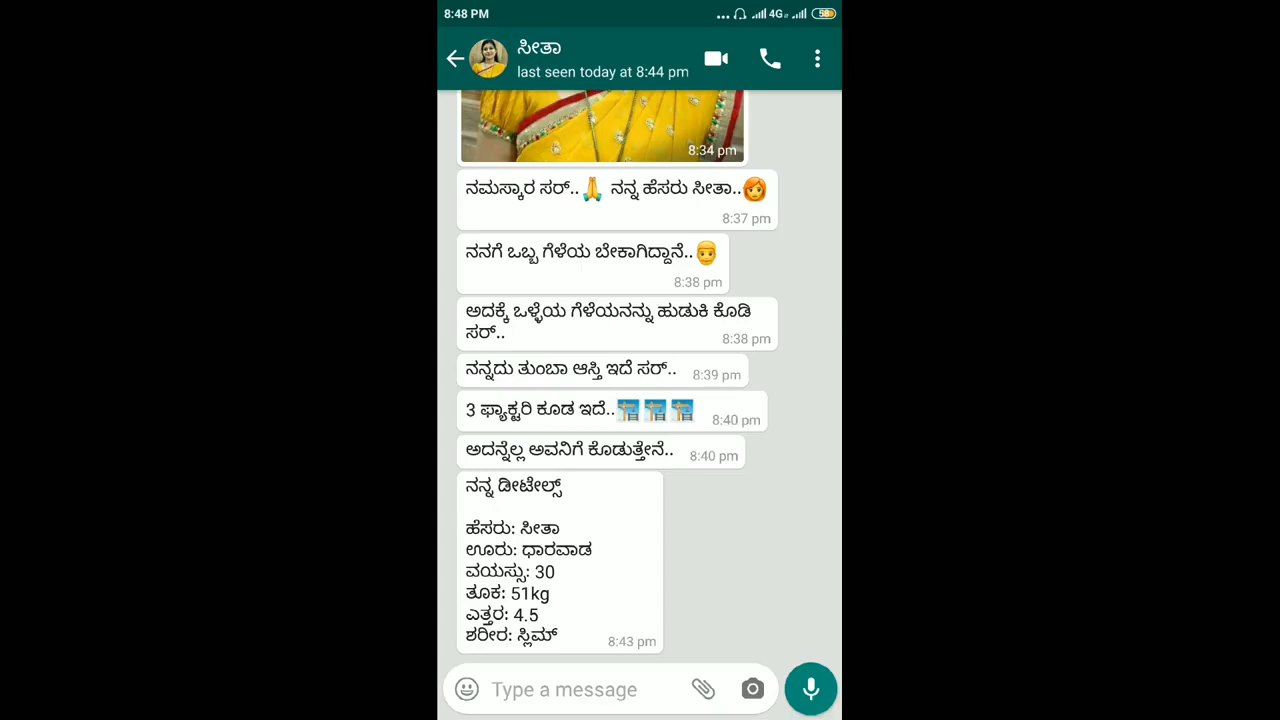 8:48 PM
4G
58
ಸೀತಾ
last seen today at 8:44 pm
8:34 pm
ನಮಸ್ಕಾರ ಸರ್..🙏 ನನ್ನ ಹೆಸರು ಸೀತಾ..👩‍🦰
8:37 pm
ನನಗೆ ಒಬ್ಬ ಗೆಳೆಯ ಬೇಕಾಗಿದ್ದಾನೆ..👨
8:38 pm
ಅದಕ್ಕೆ ಒಳ್ಳೆಯ ಗೆಳೆಯನನ್ನು ಹುಡುಕಿ ಕೊಡಿ
ಸರ್..
8:38 pm
ನನ್ನದು ತುಂಬಾ ಆಸ್ತಿ ಇದೆ ಸರ್.. 8:39 pm
3 ಫ್ಯಾಕ್ಟರಿ ಕೂಡ ಇದೆ..🏗🏗🏗 8:40 pm
ಅದನ್ನೆಲ್ಲ ಅವನಿಗೆ ಕೊಡುತ್ತೇನೆ.. 8:40 pm
ನನ್ನ ಡೀಟೇಲ್ಸ್
ಹೆಸರು: ಸೀತಾ
ಊರು: ಧಾರವಾಡ
ವಯಸ್ಸು: 30
ತೂಕ: 51kg
ಎತ್ತರ: 4.5
ಶರೀರ: ಸ್ಲಿಮ್ 8:43 pm
Type a message